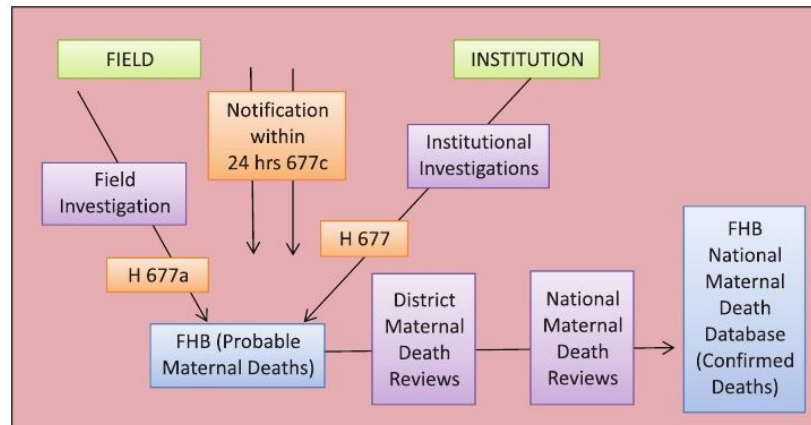 FIELD
INSTITUTION
Notification
within
24 hrs 677c
Institutional
Investigations
Field
Investigation
H 677
H 677a
FHB (Probable
Maternal Deaths)
District
Maternal
Death
Reviews
National
Maternal
Death
Reviews
FHB
National
Maternal
Death
Database
(Confirmed
Deaths)